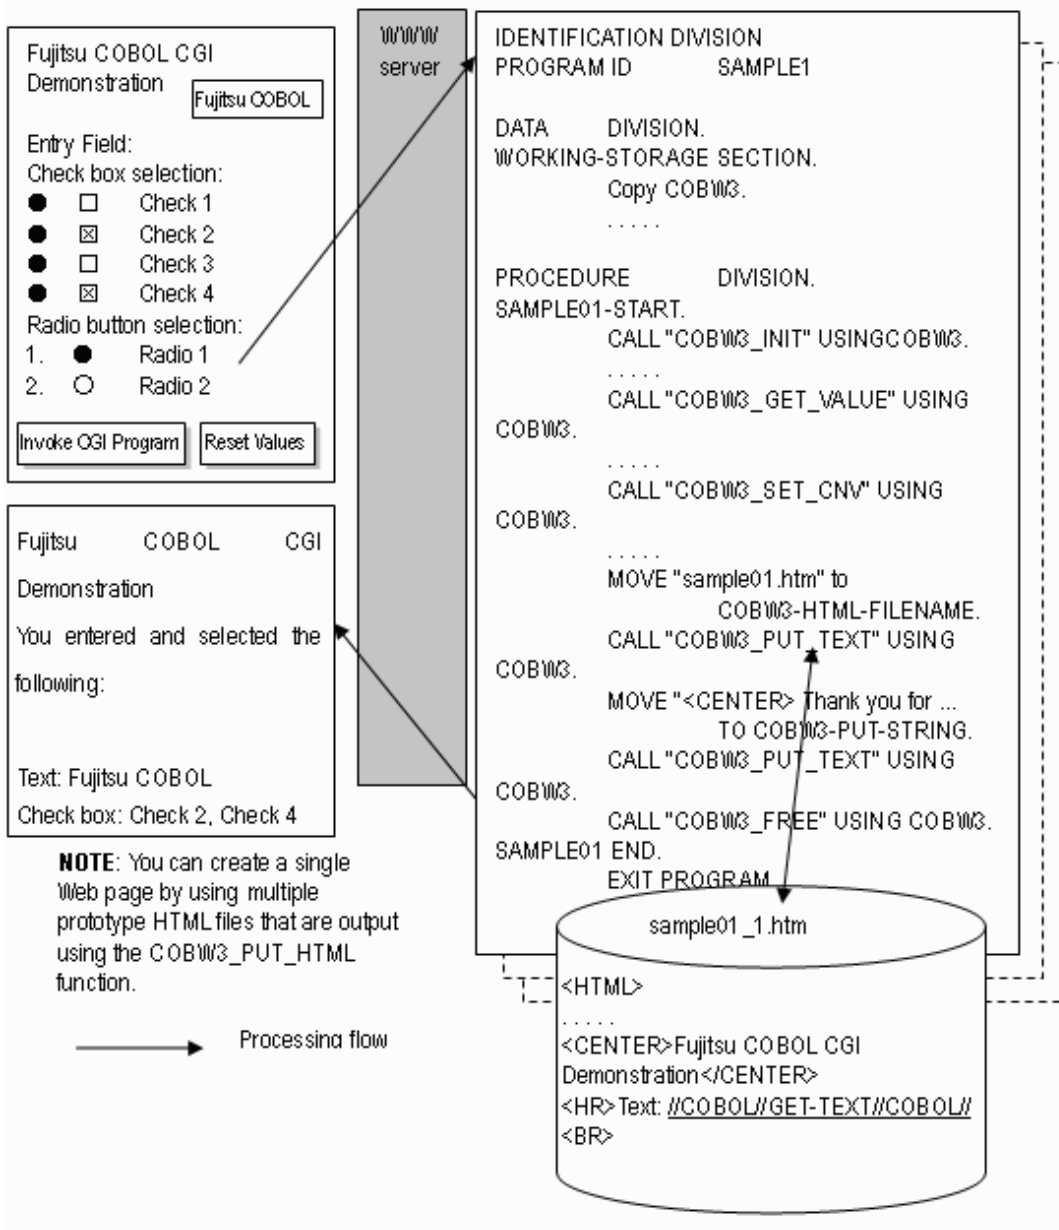 Fujitsu COBOL CGI
Demonstration
Fujitsu COBOL
Entry Field:
Check box selection:
Check 1
Check 2
Check 3
Check 4
Radio button selection:
1. Radio 1
2. Radio 2
Invoke CGI Program
Reset Values
Fujitsu COBOL CGI
Demonstration
You entered and selected the
following:
Text: Fujitsu COBOL
Check box: Check 2, Check 4
NOTE: You can create a single
Web page by using multiple
prototype HTML files that are output
using the COBW3_PUT_HTML
function.
Processing flow
WWW
server
IDENTIFICATION DIVISION
PROGRAM ID SAMPLE1
DATA DIVISION.
WORKING-STORAGE SECTION.
Copy COBW3.
. . . . .
PROCEDURE DIVISION.
SAMPLE01-START.
CALL "COBW3_INIT" USINGCOBW3.
. . . . .
CALL "COBW3_GET_VALUE" USING
COBW3.
. . . . .
CALL "COBW3_SET_CNV" USING
COBW3.
. . . . .
MOVE "sample01.htm" to
COBW3-HTML-FILENAME.
CALL "COBW3_PUT_TEXT" USING
COBW3.
MOVE "<CENTER> Thank you for ...
TO COBW3-PUT-STRING.
CALL "COBW3_PUT_TEXT" USING
COBW3.
CALL "COBW3_FREE" USING COBW3.
SAMPLE01 END.
EXIT PROGRAM
sample01_1.htm
<HTML>
. . . . .
<CENTER>Fujitsu COBOL CGI
Demonstration</CENTER>
<HR>Text: //COBOL//GET-TEXT//COBOL//
<BR>